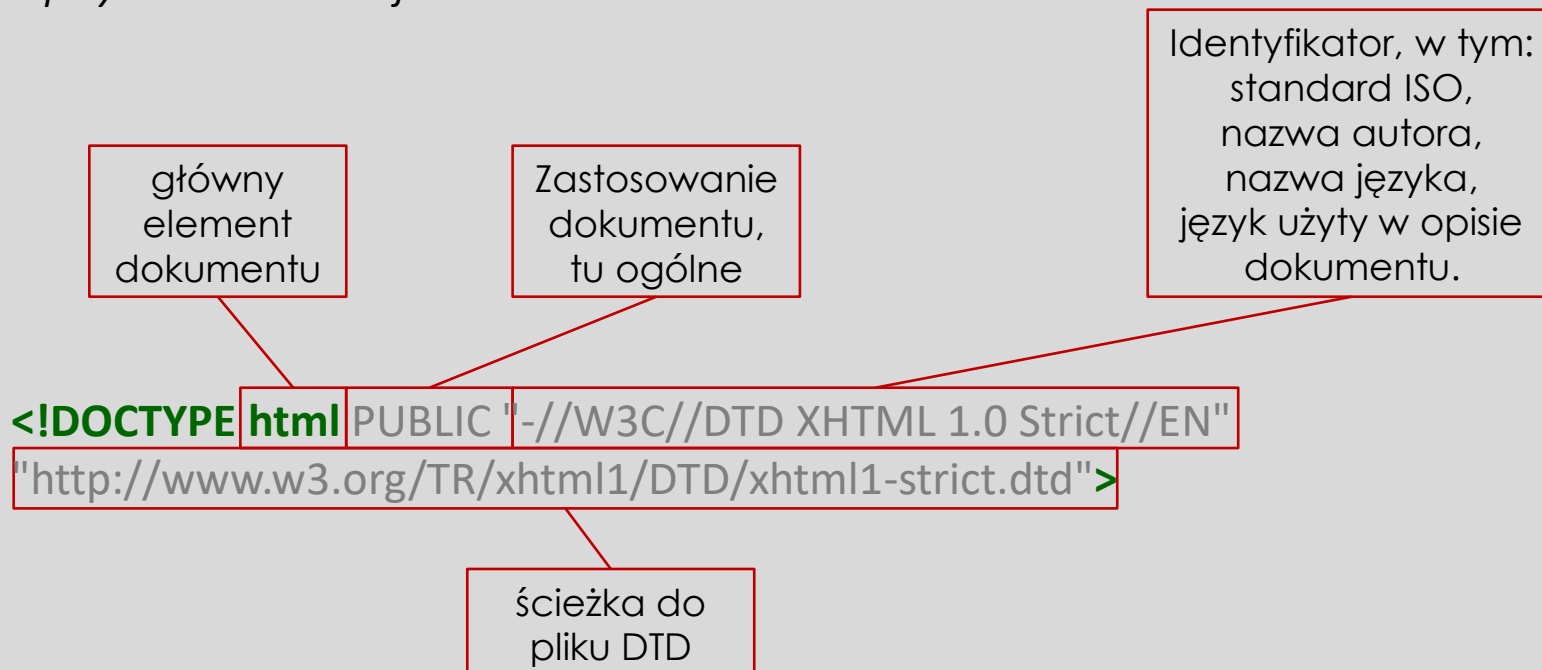 Identyfikator, w tym:
standard ISO,
nazwa autora,
nazwa języka,
język użyty w opisie
dokumentu.
główny
element
dokumentu
Zastosowanie
dokumentu,
tu ogólne
<!DOCTYPE html PUBLIC "-//W3C//DTD XHTML 1.0 Strict//EN"
"http://www.w3.org/TR/xhtml1/DTD/xhtml1-strict.dtd">
ścieżka do
pliku DTD